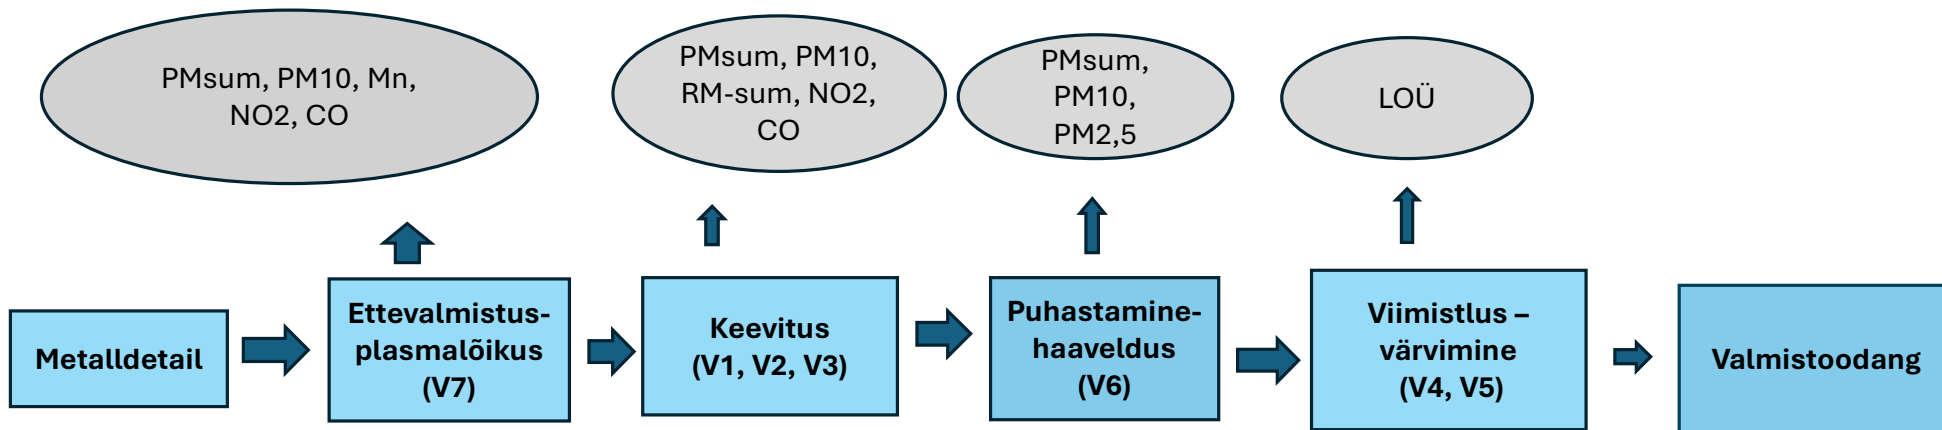 PMsum, PM10, Mn,
NO2, CO
PMsum, PM10,
RM-sum, NO2,
CO
PMsum,
PM10,
PM2,5
LOÜ
Metalldetail
Ettevalmistus-
plasmalõikus
(V7)
Keevitus
(V1, V2, V3)
Puhastamine-
haaveldus
(V6)
Viimistlus –
värvimine
(V4, V5)
Valmistoodang